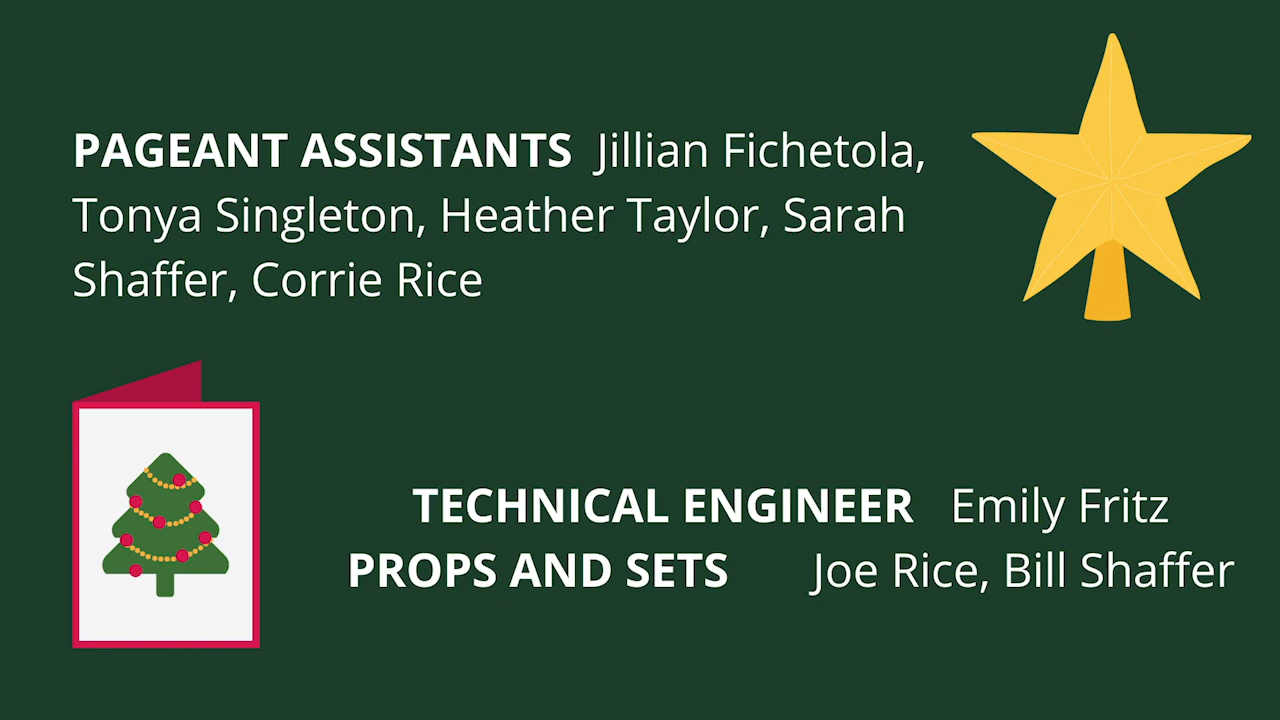 PAGEANT ASSISTANTS Jillian Fichetola,
Tonya Singleton, Heather Taylor, Sarah
Shaffer, Corrie Rice
TECHNICAL ENGINEER Emily Fritz
PROPS AND SETS Joe Rice, Bill Shaffer